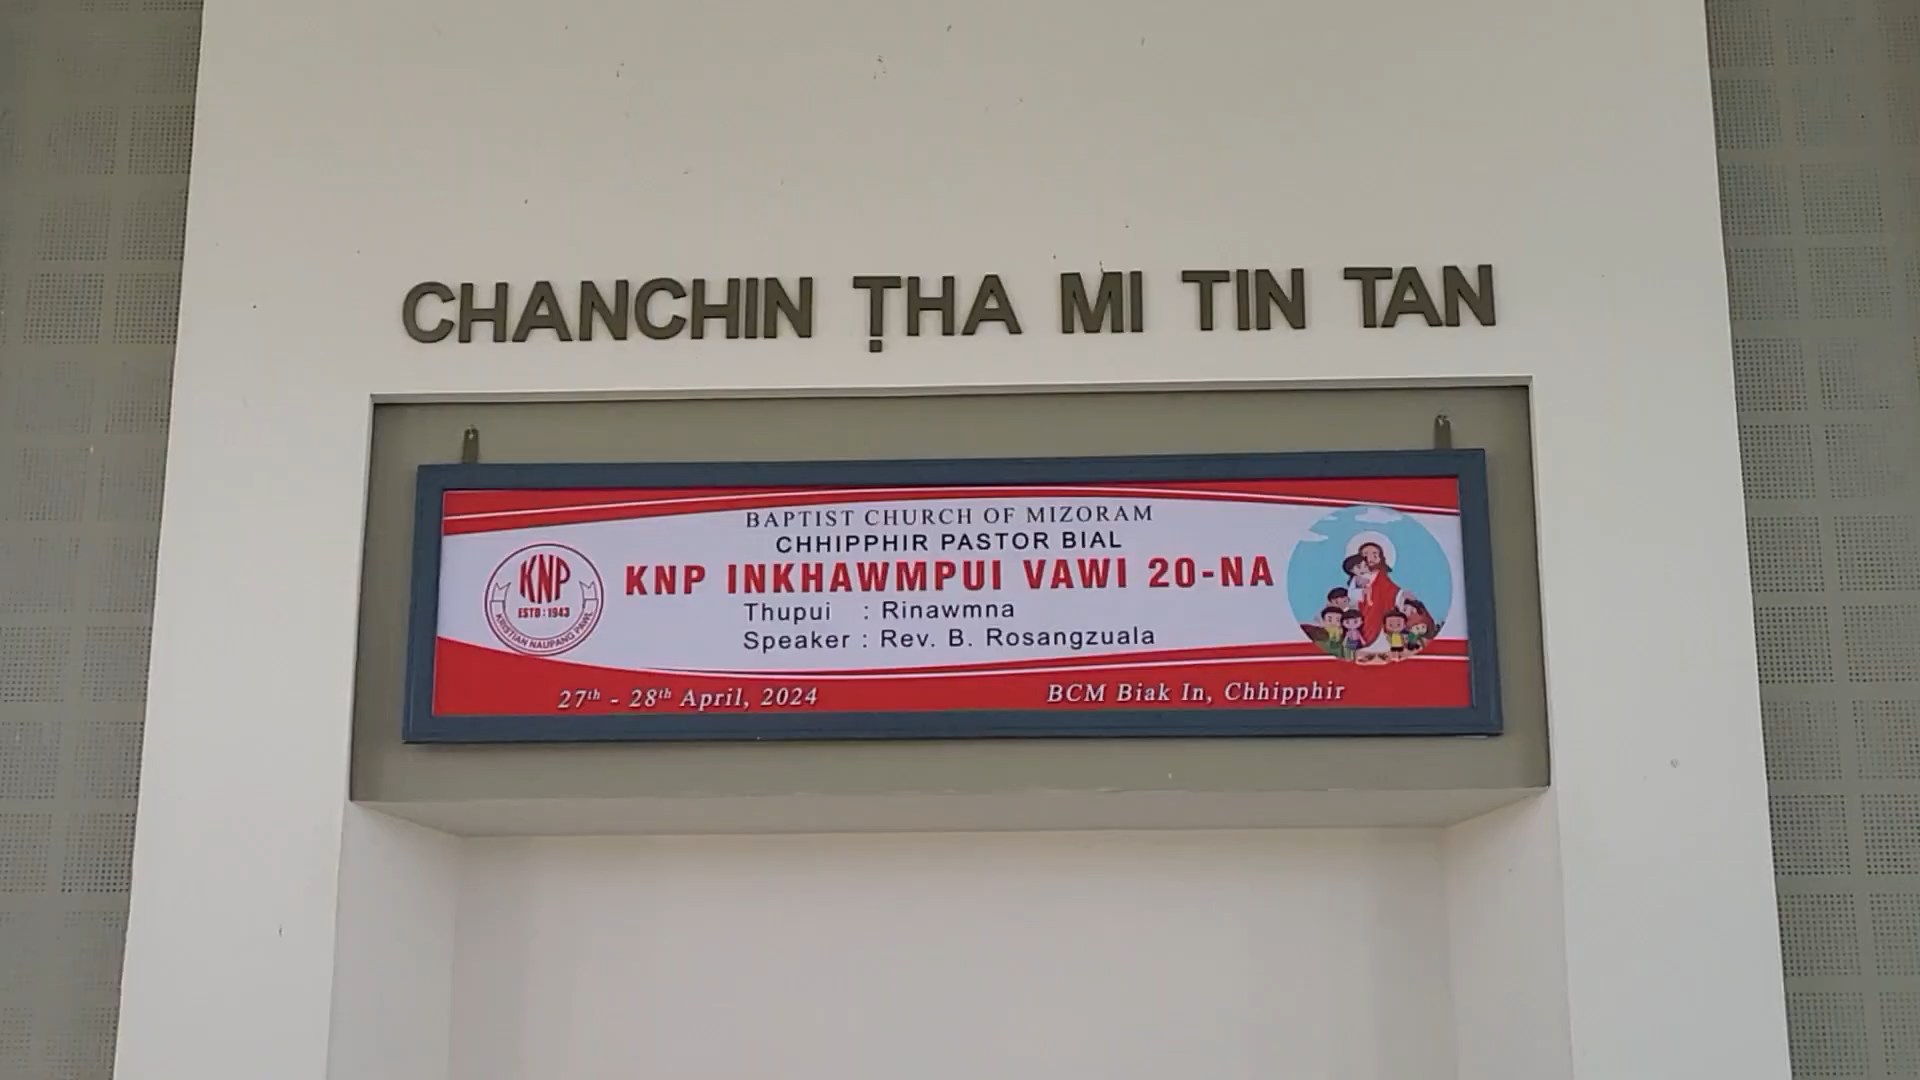 CHANCHIN ṬHA MI TIN TAN
BAPTIST CHURCH OF MIZORAM
CHHIPPHIR PASTOR BIAL
KNP INKHAWMPUI VAWI 20-NA
Thupui : Rinawmna
Speaker : Rev. B. Rosangzuala
KNP
ESTD : 1943
KRISTIAN NAUPANG PAWL
27th - 28th April, 2024
BCM Biak In, Chhipphir